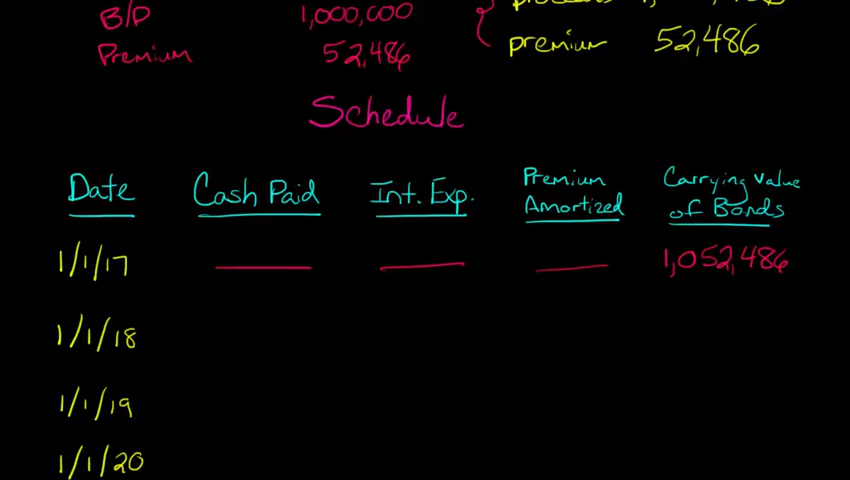 B/P 1,000,000
Premium 52,486
premium 52,486
Schedule
Date Cash Paid Int. Exp. Premium Amortized Carrying Value of Bonds
1/1/17 1,052,486
1/1/18
1/1/19
1/1/20